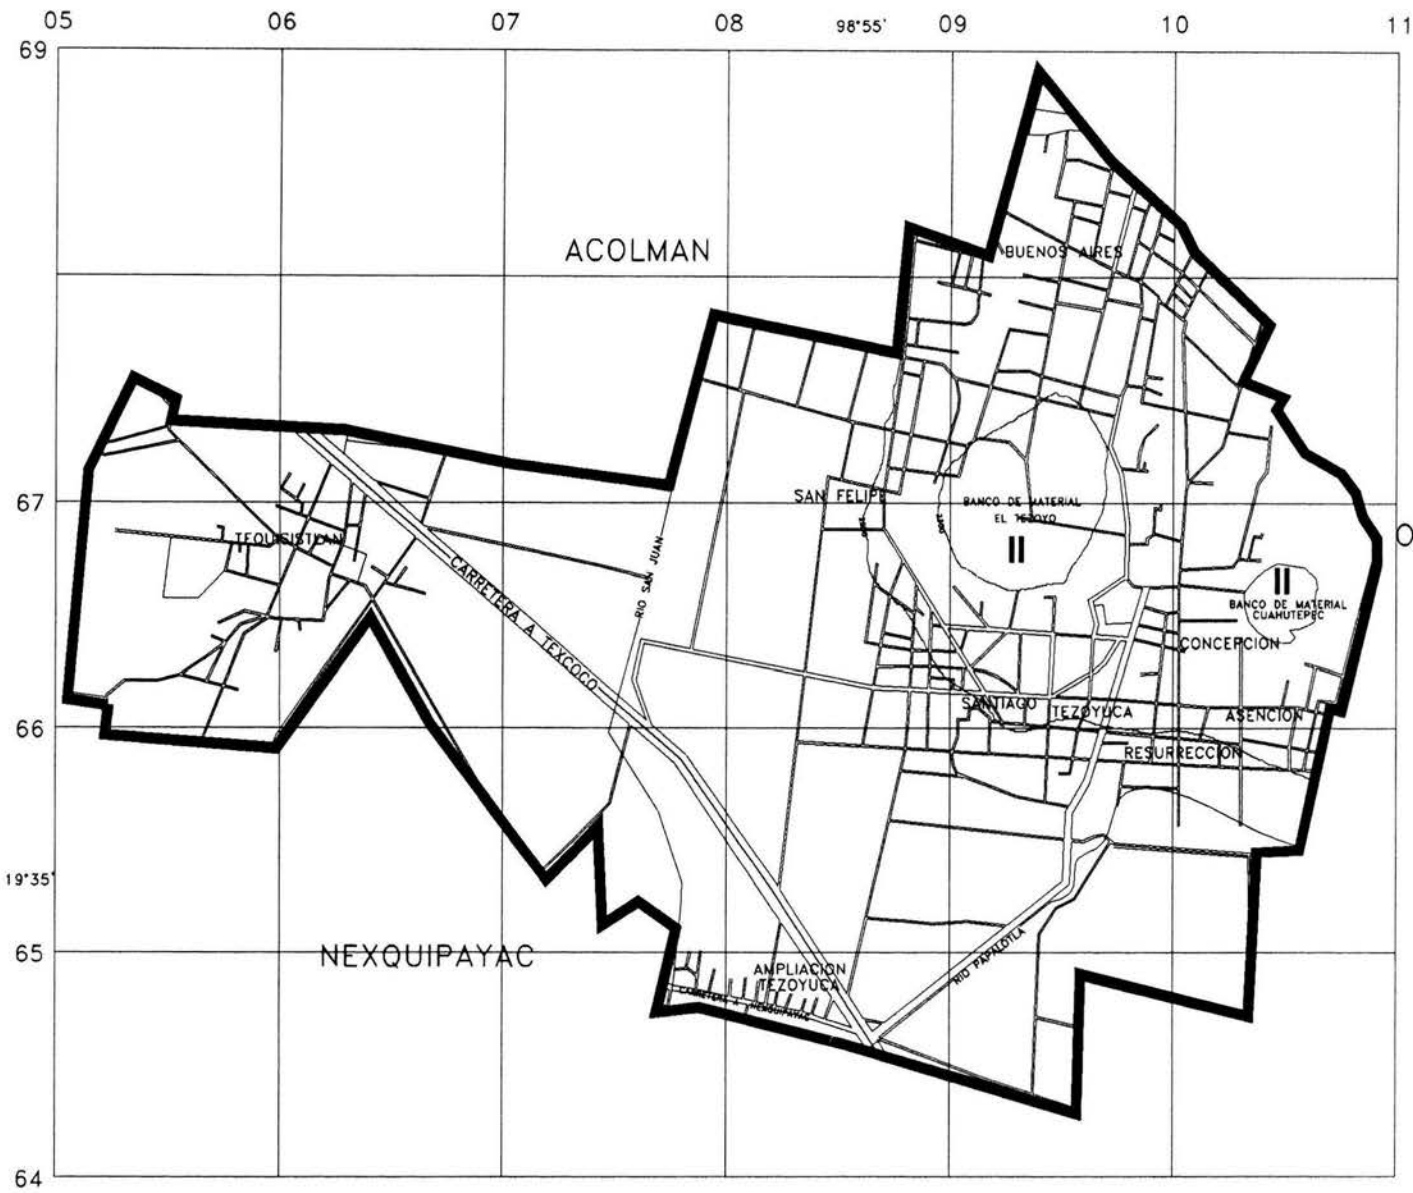 05 06 07 08 98°55' 09 10 11
69
ACOLMAN
BUENOS AIRES
SAN FELIPE
67
BANCO DE MATERIAL
EL TEZOYO
II
TEQUISISTLAN
O
RIO SAN JUAN
CARRETERA A TEXCOCO
II
BANCO DE MATERIAL
CUAHUTEPEC
CONCEPCION
SANTIAGO
TEZOYUCA
ASENCION
66
RESURRECCION
19°35'
65
NEXQUIPAYAC
AMPLIACION
TEZOYUCA
RIO PAPALOTLA
CARRETERA A NEXQUIPAYAC
64